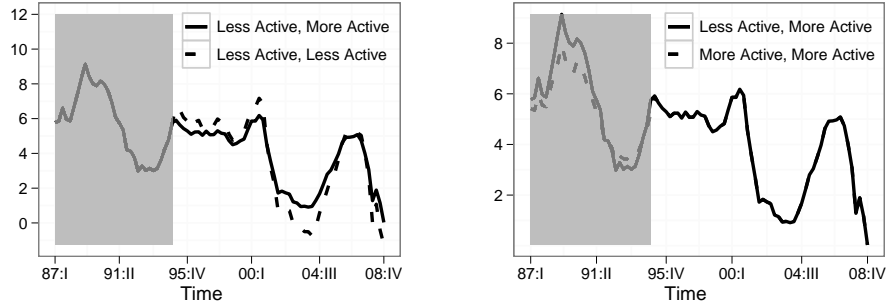 12
10
8
6
4
2
0
Less Active, More Active
Less Active, Less Active
87:I 91:II 95:IV 00:I 04:III 08:IV
Time
8
6
4
2
Less Active, More Active
More Active, More Active
87:I 91:II 95:IV 00:I 04:III 08:IV
Time